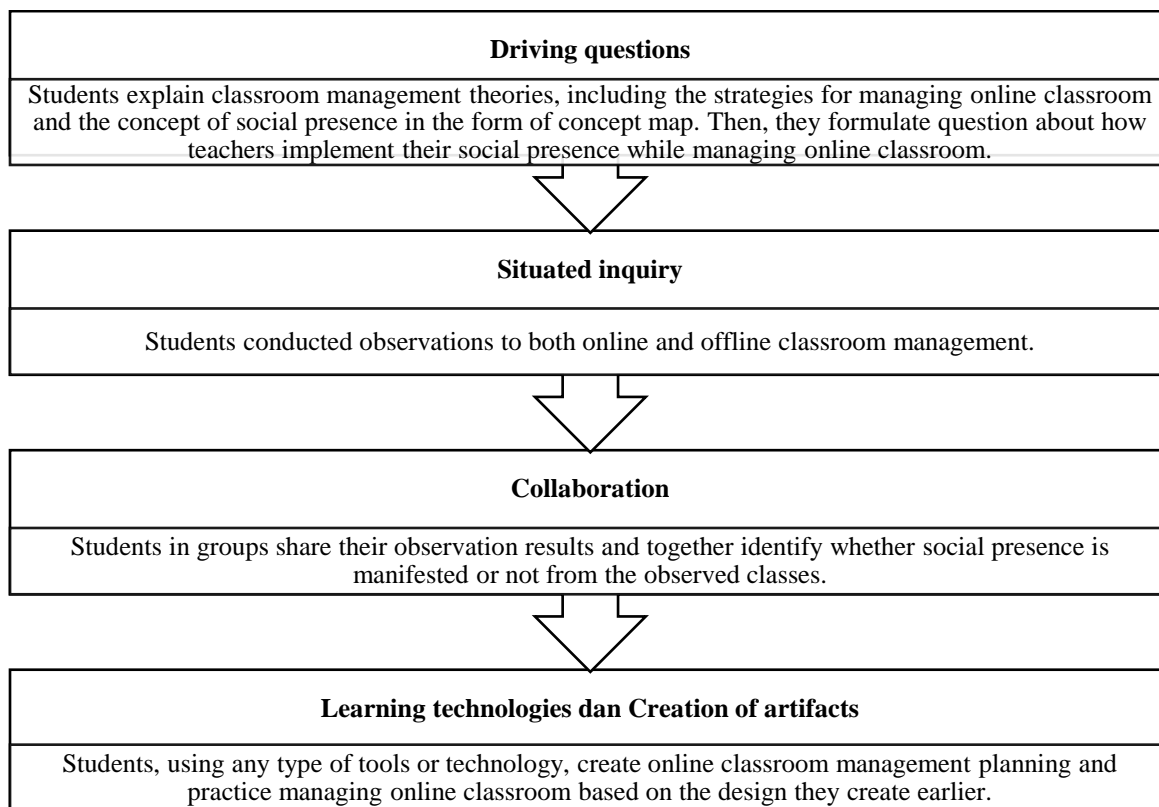 Driving questions
Students explain classroom management theories, including the strategies for managing online classroom
and the concept of social presence in the form of concept map. Then, they formulate question about how
teachers implement their social presence while managing online classroom.
Situated inquiry
Students conducted observations to both online and offline classroom management.
Collaboration
Students in groups share their observation results and together identify whether social presence is
manifested or not from the observed classes.
Learning technologies dan Creation of artifacts
Students, using any type of tools or technology, create online classroom management planning and
practice managing online classroom based on the design they create earlier.